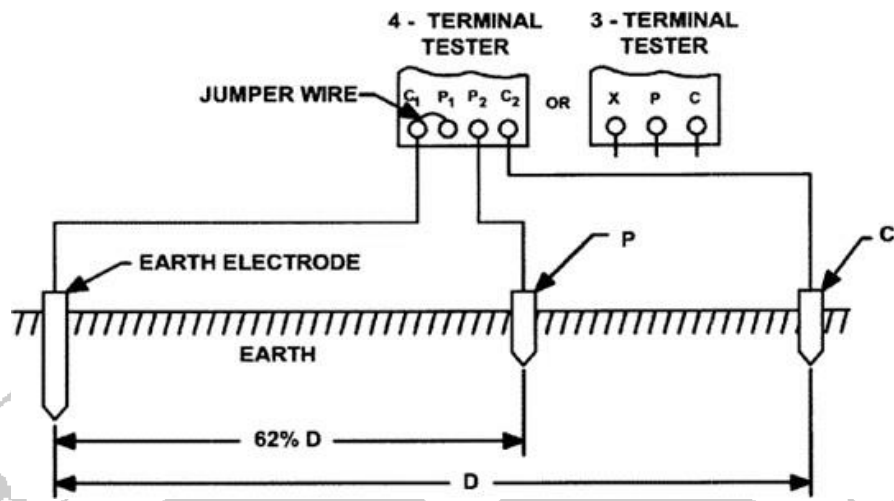 4 - TERMINAL
TESTER
3 - TERMINAL
TESTER
JUMPER WIRE
C₁ P₁ P₂ C₂
OR
X P C
EARTH ELECTRODE
P
C
EARTH
62% D
D